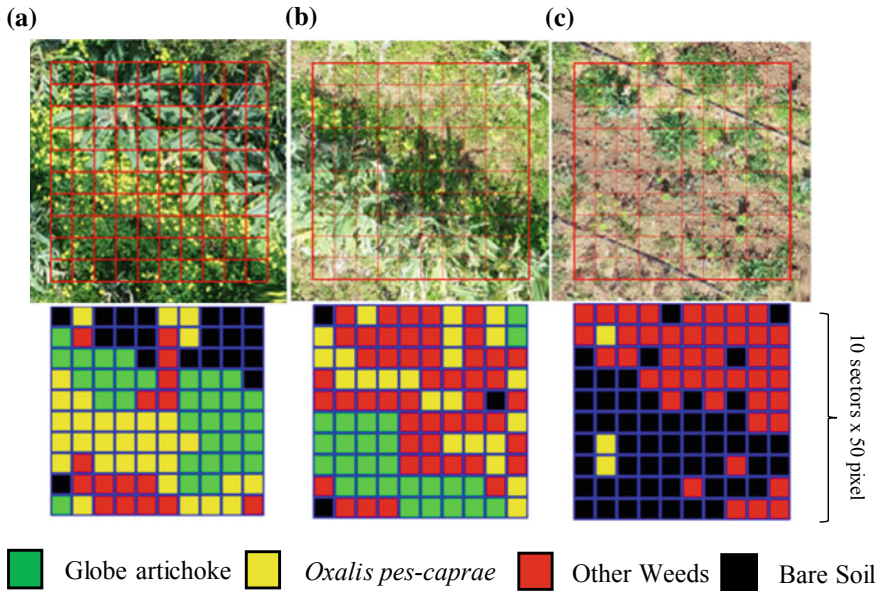 (a)
(b)
(c)
10 sectors x 50 pixel
Globe artichoke
Oxalis pes-caprae
Other Weeds
Bare Soil